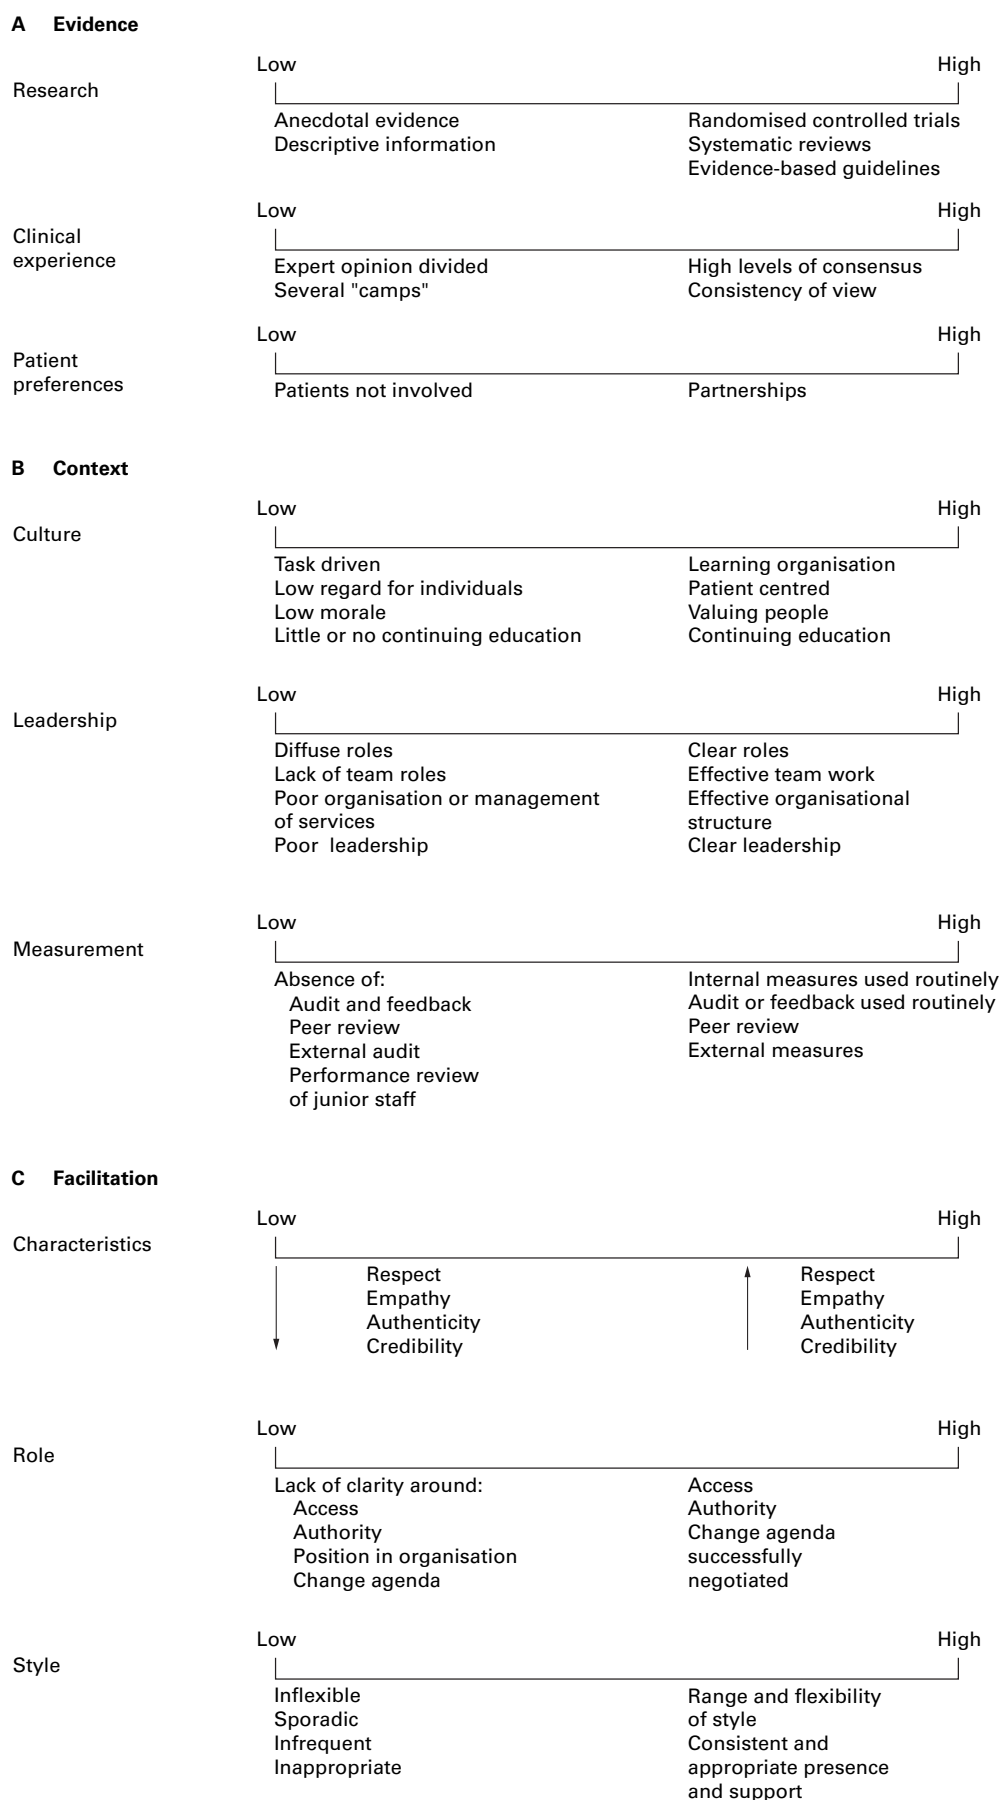 A Evidence
Low High
Research
Anecdotal evidence Randomised controlled trials
Descriptive information Systematic reviews
Evidence-based guidelines
Low High
Clinical
experience
Expert opinion divided High levels of consensus
Several "camps" Consistency of view
Low High
Patient
preferences
Patients not involved Partnerships
B Context
Low High
Culture
Task driven Learning organisation
Low regard for individuals Patient centred
Low morale Valuing people
Little or no continuing education Continuing education
Low High
Leadership
Diffuse roles Clear roles
Lack of team roles Effective team work
Poor organisation or management Effective organisational
of services structure
Poor leadership Clear leadership
Low High
Measurement
Absence of: Internal measures used routinely
Audit and feedback Audit or feedback used routinely
Peer review Peer review
External audit External measures
Performance review
of junior staff
C Facilitation
Low High
Characteristics
Respect Respect
Empathy Empathy
Authenticity Authenticity
Credibility Credibility
Low High
Role
Lack of clarity around: Access
Access Authority
Authority Change agenda
Position in organisation successfully
Change agenda negotiated
Low High
Style
Inflexible Range and flexibility
Sporadic of style
Infrequent Consistent and
Inappropriate appropriate presence
and support